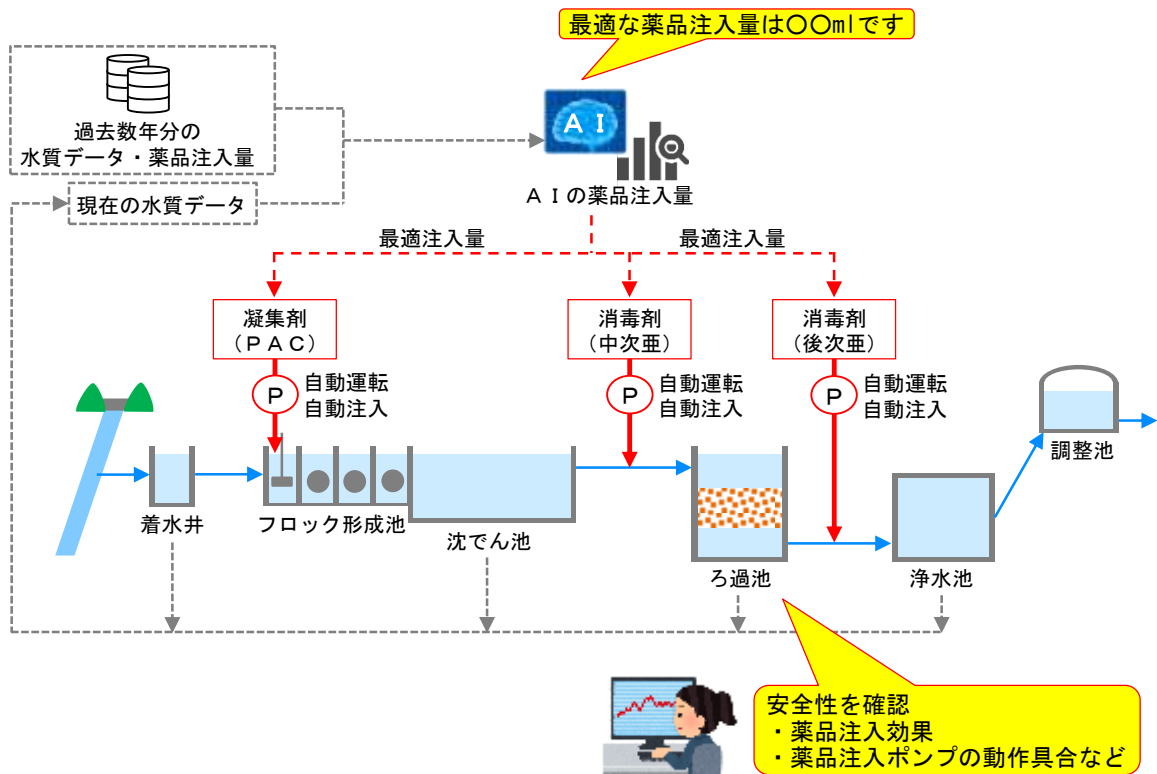 最適な薬品注入量は〇〇mlです
過去数年分の
水質データ・薬品注入量
現在の水質データ
ＡＩ
ＡＩの薬品注入量
最適注入量
最適注入量
凝集剤
（ＰＡＣ）
消毒剤
（中次亜）
消毒剤
（後次亜）
P
自動運転
自動注入
P
自動運転
自動注入
P
自動運転
自動注入
着水井
フロック形成池
沈でん池
ろ過池
浄水池
調整池
安全性を確認
・薬品注入効果
・薬品注入ポンプの動作具合など